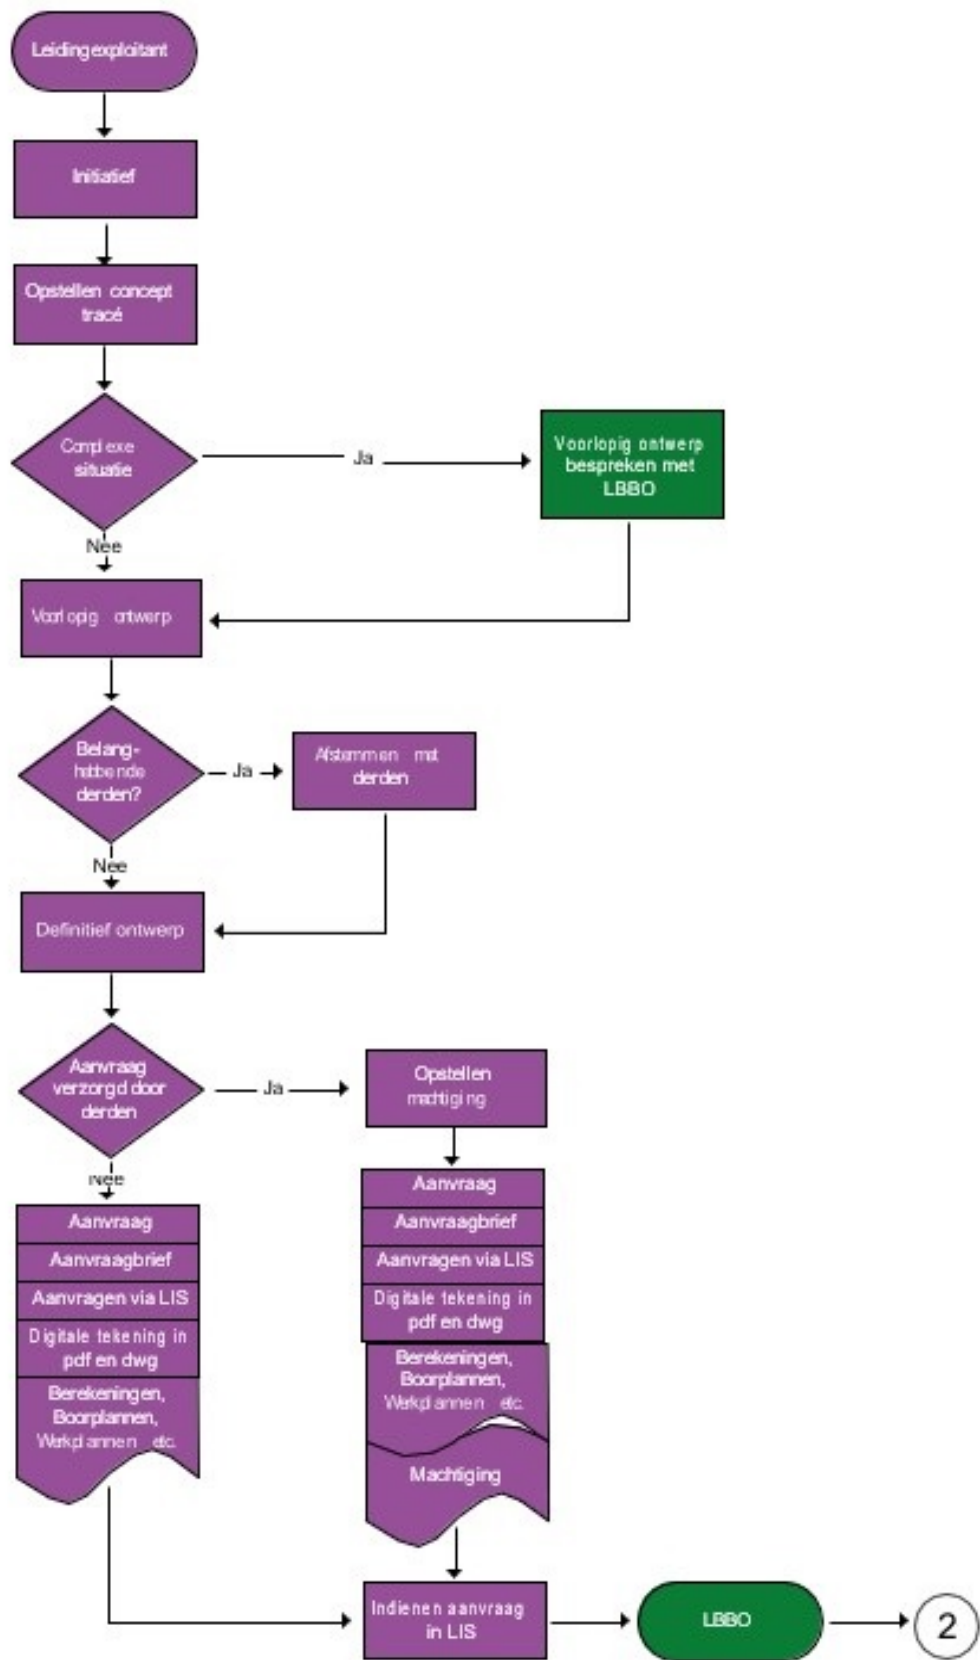 Leidingexploitant
Initiatief
Opstellen concept
tracé
Complexe
situatie
Ja
Voorlopig ontwerp
bespreken met
LBBO
Nee
Voorlopig ontwerp
Belang-
hebbende
derden?
Ja
Afstemmen met
derden
Nee
Definitief ontwerp
Aanvraag
verzorgd door
derden
Ja
Opstellen
machtiging
Nee
Aanvraag
Aanvraagbrief
Aanvragen via LIS
Digitale tekening in
pdf en dwg
Berekeningen,
Boorplannen,
Werkplannen etc.
Aanvraag
Aanvraagbrief
Aanvragen via LIS
Digitale tekening in
pdf en dwg
Berekeningen,
Boorplannen,
Werkplannen etc.
Machtiging
Indienen aanvraag
in LIS
LBBO
2